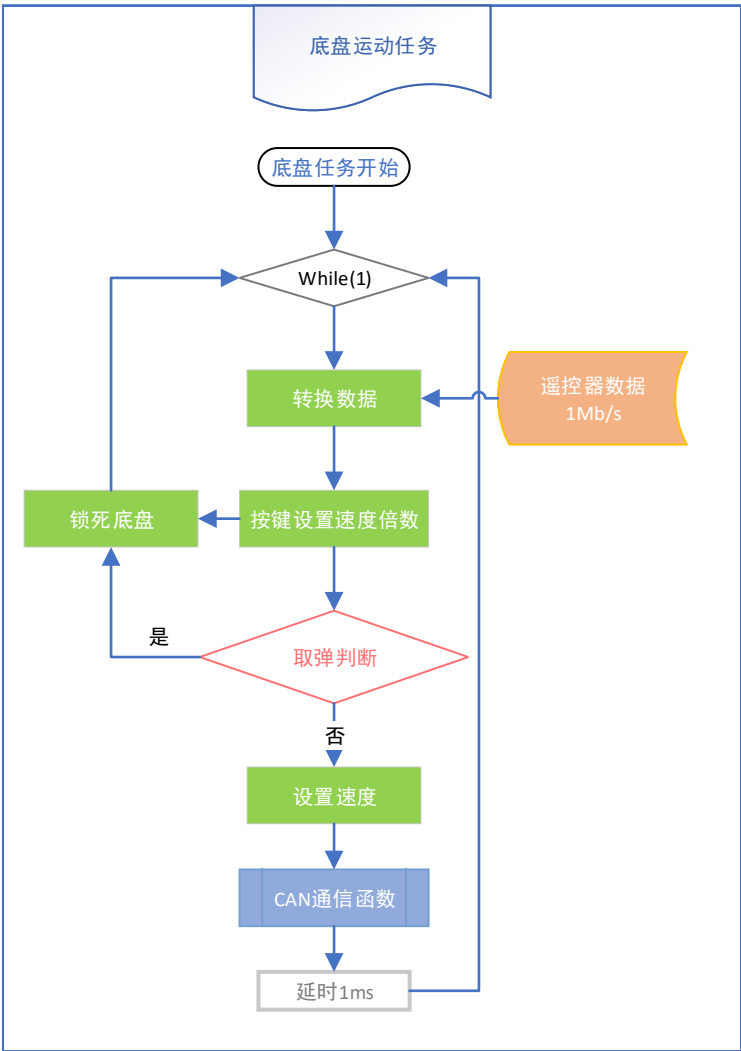 底盘运动任务
底盘任务开始
While(1)
转换数据
遥控器数据
1Mb/s
锁死底盘
按键设置速度倍数
是
取弹判断
否
设置速度
CAN通信函数
延时1ms